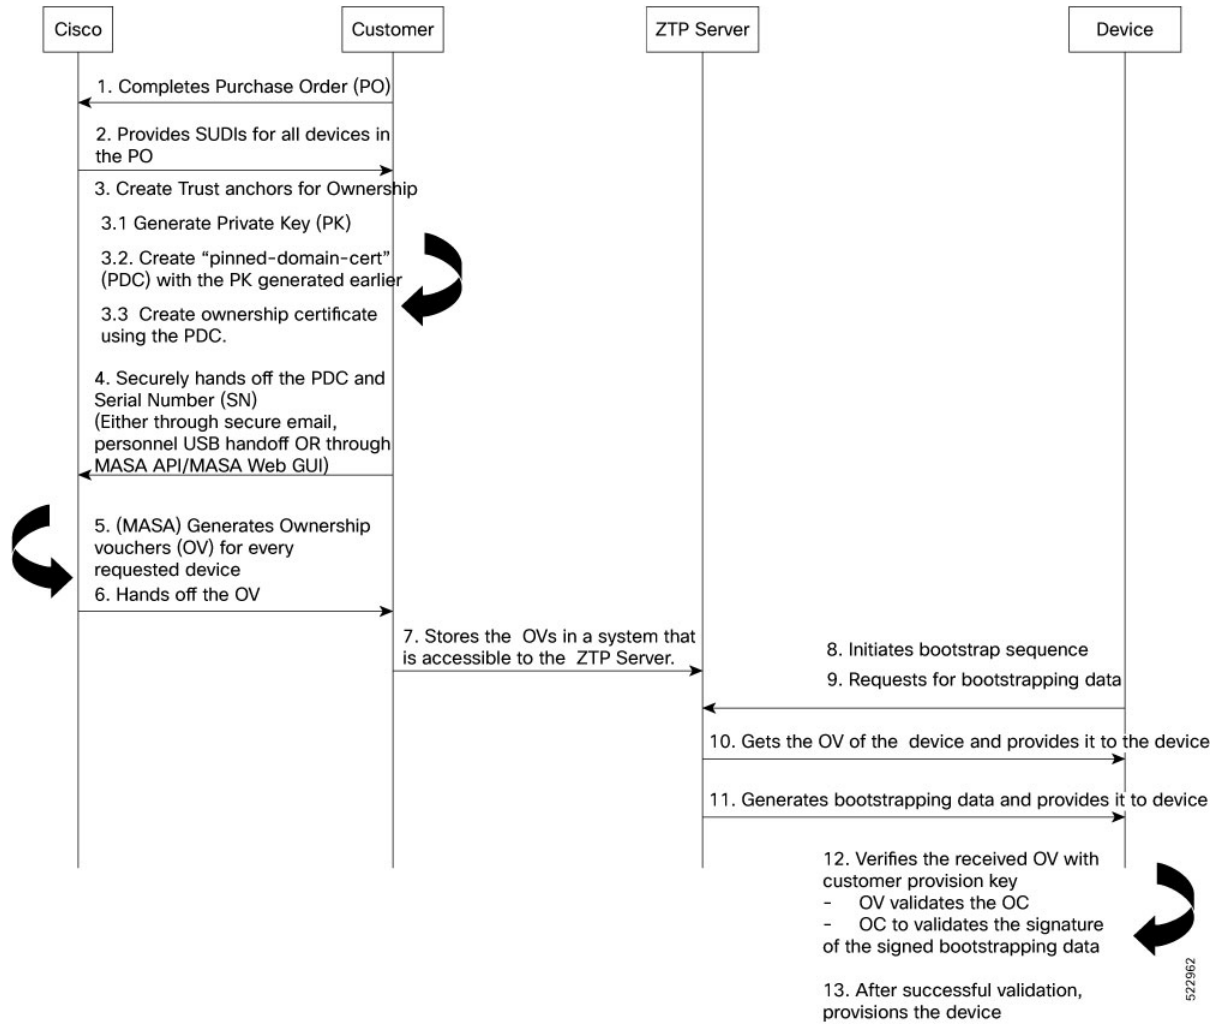 Cisco
Customer
ZTP Server
Device
1. Completes Purchase Order (PO)
2. Provides SUDIs for all devices in
the PO
3. Create Trust anchors for Ownership
3.1 Generate Private Key (PK)
3.2. Create “pinned-domain-cert”
(PDC) with the PK generated earlier
3.3 Create ownership certificate
using the PDC.
4. Securely hands off the PDC and
Serial Number (SN)
(Either through secure email,
personnel USB handoff OR through
MASA API/MASA Web GUI)
5. (MASA) Generates Ownership
vouchers (OV) for every
requested device
6. Hands off the OV
7. Stores the OVs in a system that
is accessible to the ZTP Server.
8. Initiates bootstrap sequence
9. Requests for bootstrapping data
10. Gets the OV of the device and provides it to the device
11. Generates bootstrapping data and provides it to device
12. Verifies the received OV with
customer provision key
- OV validates the OC
- OC to validates the signature
of the signed bootstrapping data
13. After successful validation,
provisions the device
522962